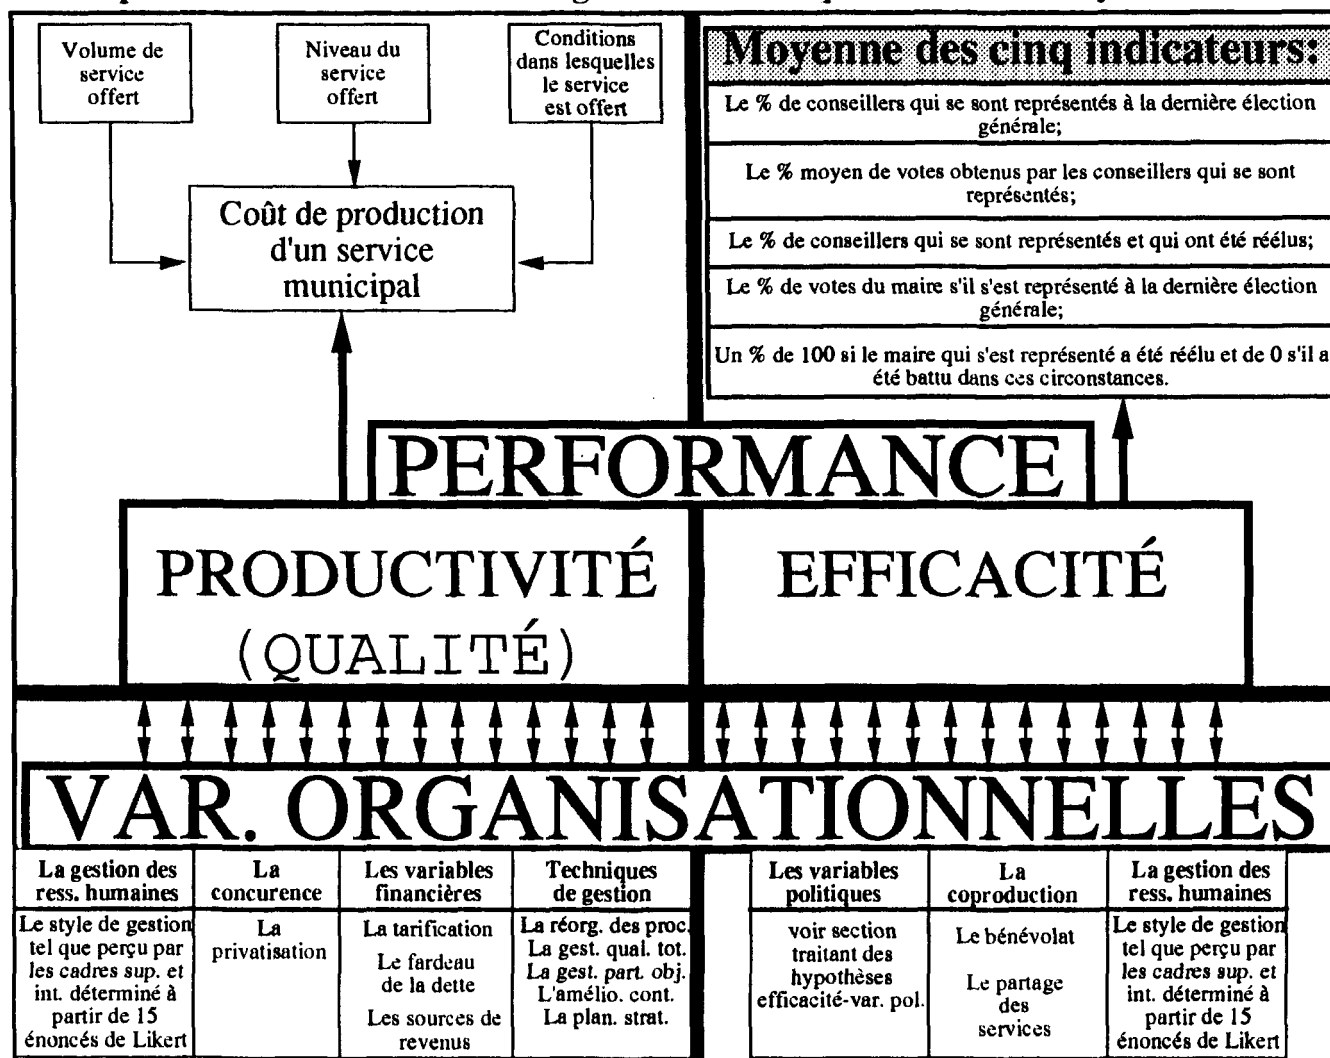 Volume de
service
offert
Niveau du
service
offert
Conditions
dans lesquelles
le service
est offert
Coût de production
d'un service
municipal
Moyenne des cinq indicateurs:
Le % de conseillers qui se sont représentés à la dernière élection
générale;
Le % moyen de votes obtenus par les conseillers qui se sont
représentés;
Le % de conseillers qui se sont représentés et qui ont été réélus;
Le % de votes du maire s'il s'est représenté à la dernière élection
générale;
Un % de 100 si le maire qui s'est représenté a été réélu et de 0 s'il a
été battu dans ces circonstances.
PERFORMANCE
PRODUCTIVITÉ
(QUALITÉ)
EFFICACITÉ
VAR. ORGANISATIONNELLES
La gestion des
ress. humaines
Le style de gestion
tel que perçu par
les cadres sup. et
int. déterminé à
partir de 15
énoncés de Likert
La
concurence
La
privatisation
Les variables
financières
La tarification
Le fardeau
de la dette
Les sources de
revenus
Techniques
de gestion
La réorg. des proc.
La gest. qual. tot.
La gest. part. obj.
L'amélio. cont.
La plan. strat.
Les variables
politiques
voir section
traitant des
hypothèses
efficacité-var. pol.
La
coproduction
Le bénévolat
Le partage
des
services
La gestion des
ress. humaines
Le style de gestion
tel que perçu par
les cadres sup. et
int. déterminé à
partir de 15
énoncés de Likert